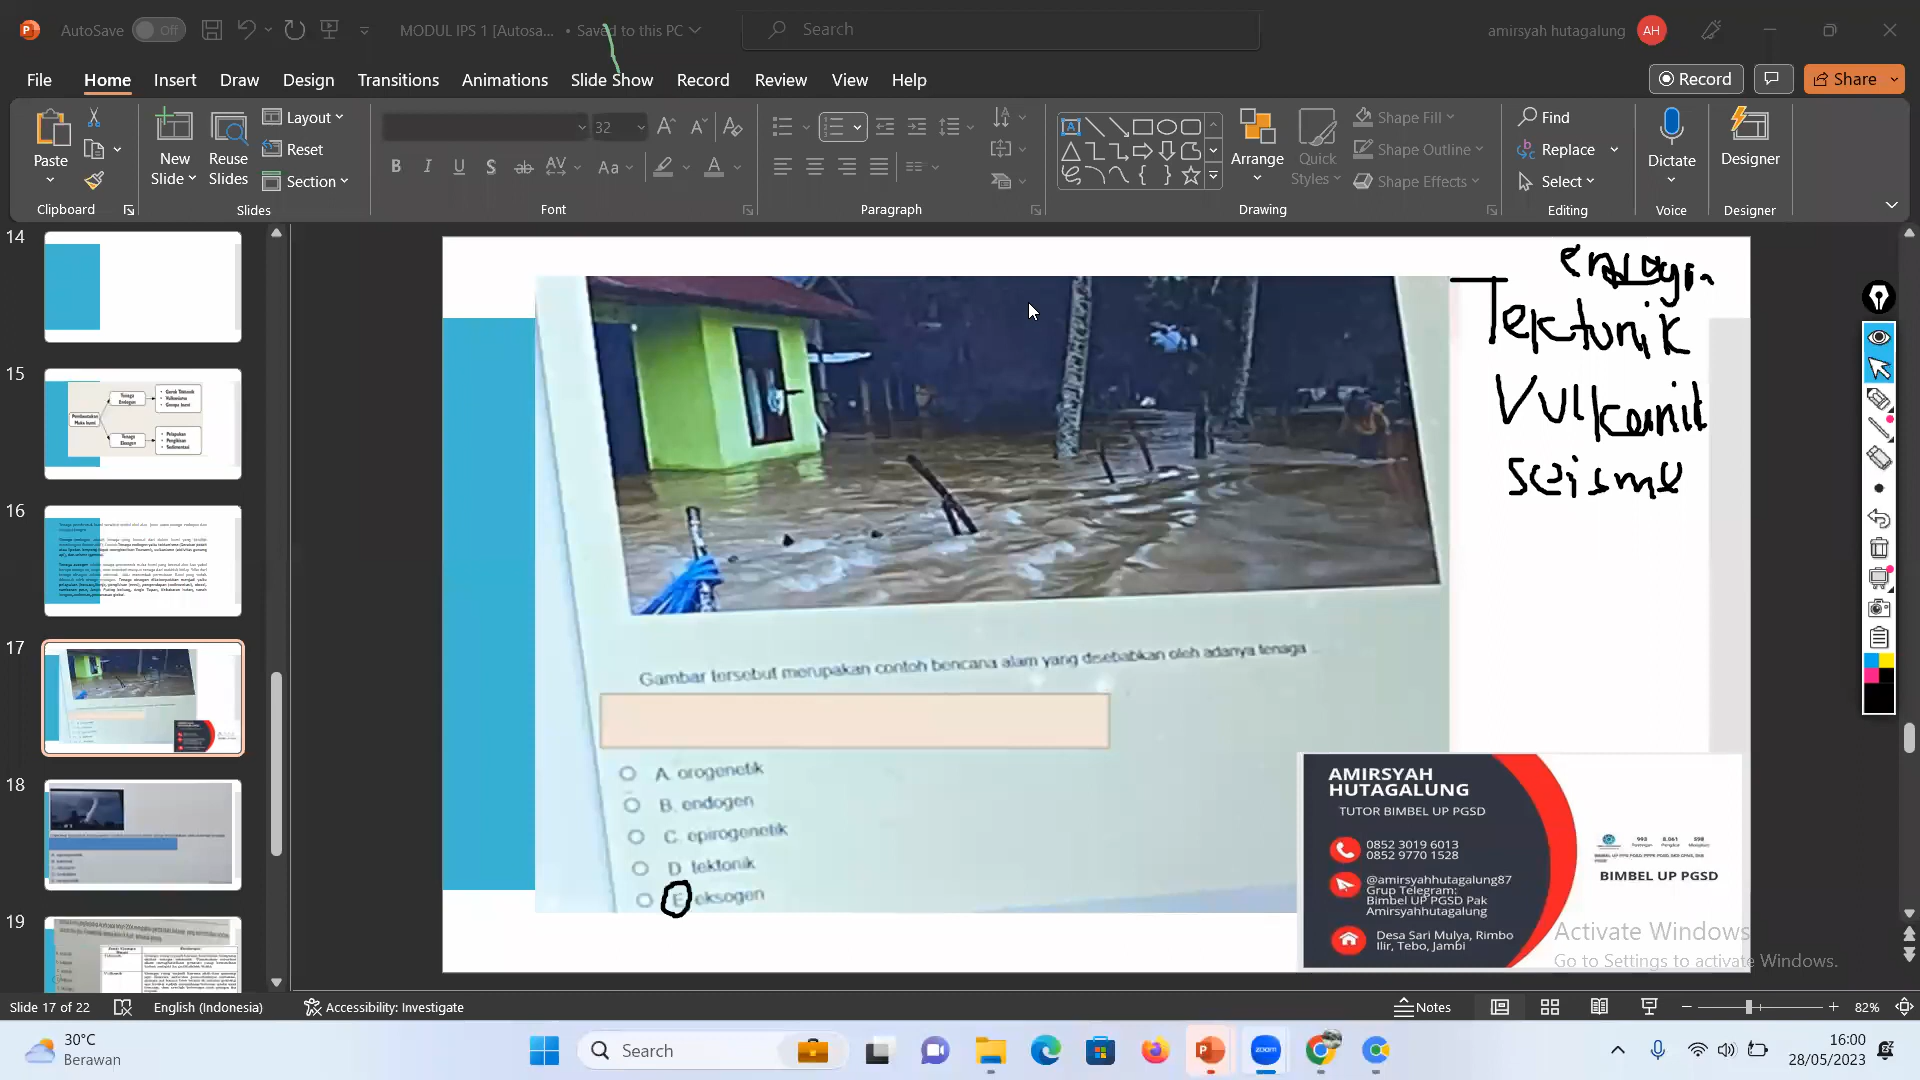 AutoSave Off MODUL IPS 1 [Autosa... • Saved to this PC Search amirsyah hutagalung AH
File Home Insert Draw Design Transitions Animations Slide Show Record Review View Help Record Share
Paste New Slide Reuse Slides Layout Reset Section 32
B I U S ab AV Aa A
Shape Fill Shape Outline Shape Effects
Arrange Quick Styles
Find Replace Select
Dictate Designer
Clipboard Slides Font Paragraph Drawing Editing Voice Designer
14
15
16
17
18
19
Tektonik
seisme
Gambar tersebut merupakan contoh bencana alam yang disebabkan oleh adanya tenaga ...
A. orogenetik
B. endogen
C. epirogenetik
D. tektonik
E. eksogen
AMIRSYAH
HUTAGALUNG
TUTOR BIMBEL UP PGSD
0852 3019 6013
0852 9770 1528
@amirsyahhutagalung87
Grup Telegram:
Bimbel UP PGSD Pak
Amirsyahhutagalung
Desa Sari Mulya, Rimbo
Ilir, Tebo, Jambi
BIMBEL UP PGSD
Activate Windows
Go to Settings to activate Windows.
Slide 17 of 22 English (Indonesia) Accessibility: Investigate Notes 82%
30°C
Berawan
Search
zoom
16:00
28/05/2023